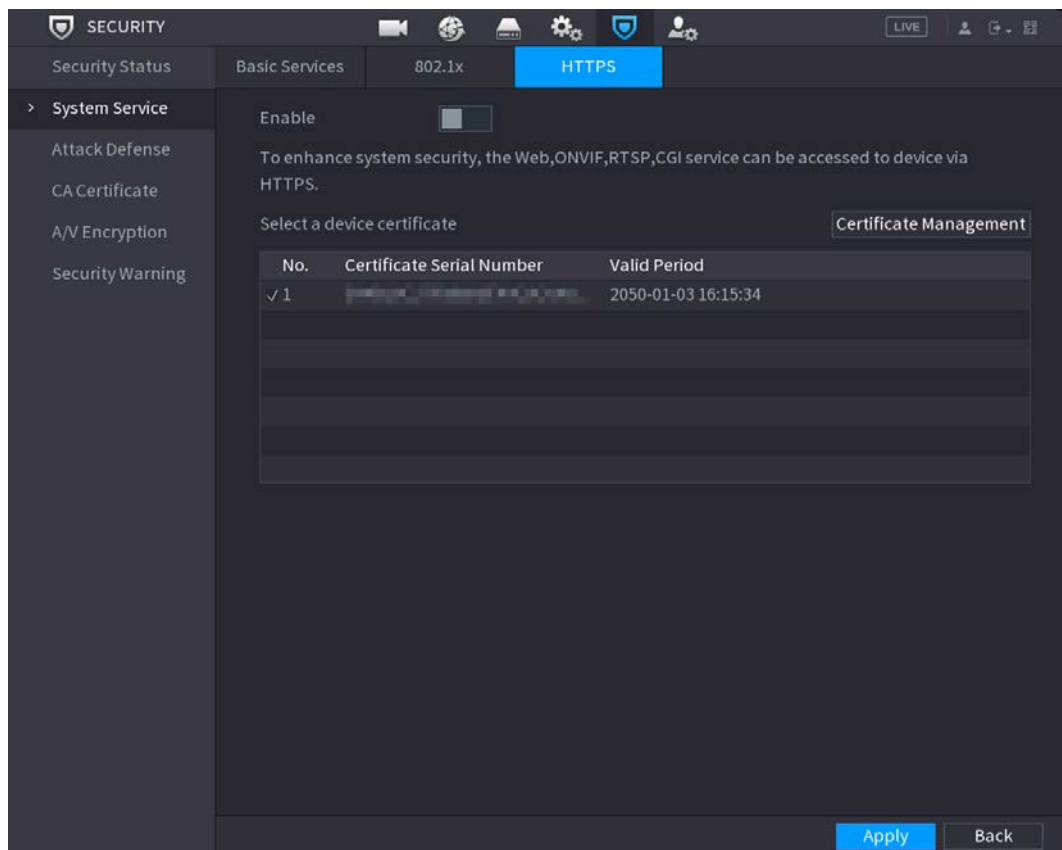 SECURITY
LIVE
Security Status
Basic Services
802.1x
HTTPS
> System Service
Enable
Attack Defense
To enhance system security, the Web,ONVIF,RTSP,CGI service can be accessed to device via
HTTPS.
CA Certificate
A/V Encryption
Select a device certificate
Certificate Management
Security Warning
No. Certificate Serial Number Valid Period
✓ 1 2050-01-03 16:15:34
Apply
Back